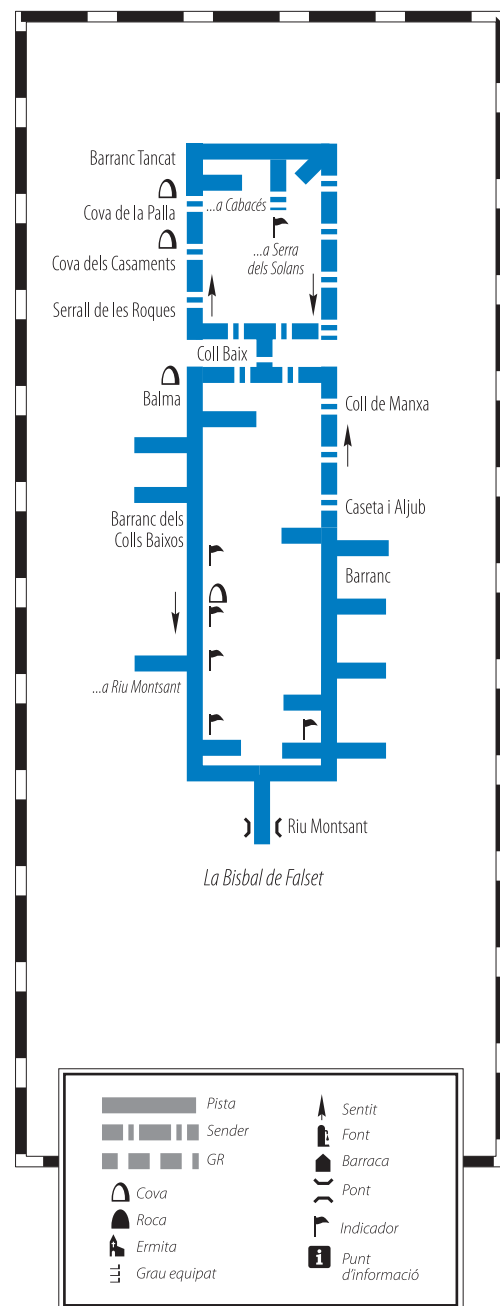 Barranc Tancat
...a Cabacés
Cova de la Palla
...a Serra
dels Solans
Cova dels Casaments
Serrall de les Roques
Coll Baix
Balma
Coll de Manxa
Caseta i Aljub
Barranc dels
Colls Baixos
Barranc
...a Riu Montsant
Riu Montsant
La Bisbal de Falset
Pista
Sender
GR
Cova
Roca
Ermita
Grau equipat
Sentit
Font
Barraca
Pont
Indicador
i
Punt
d'informació